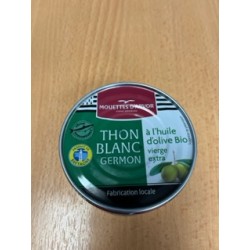 MOUETTES D'ARVOR
THON
BLANC
GERMON
à l'huile
d'olive Bio
vierge
extra
Fabrication locale